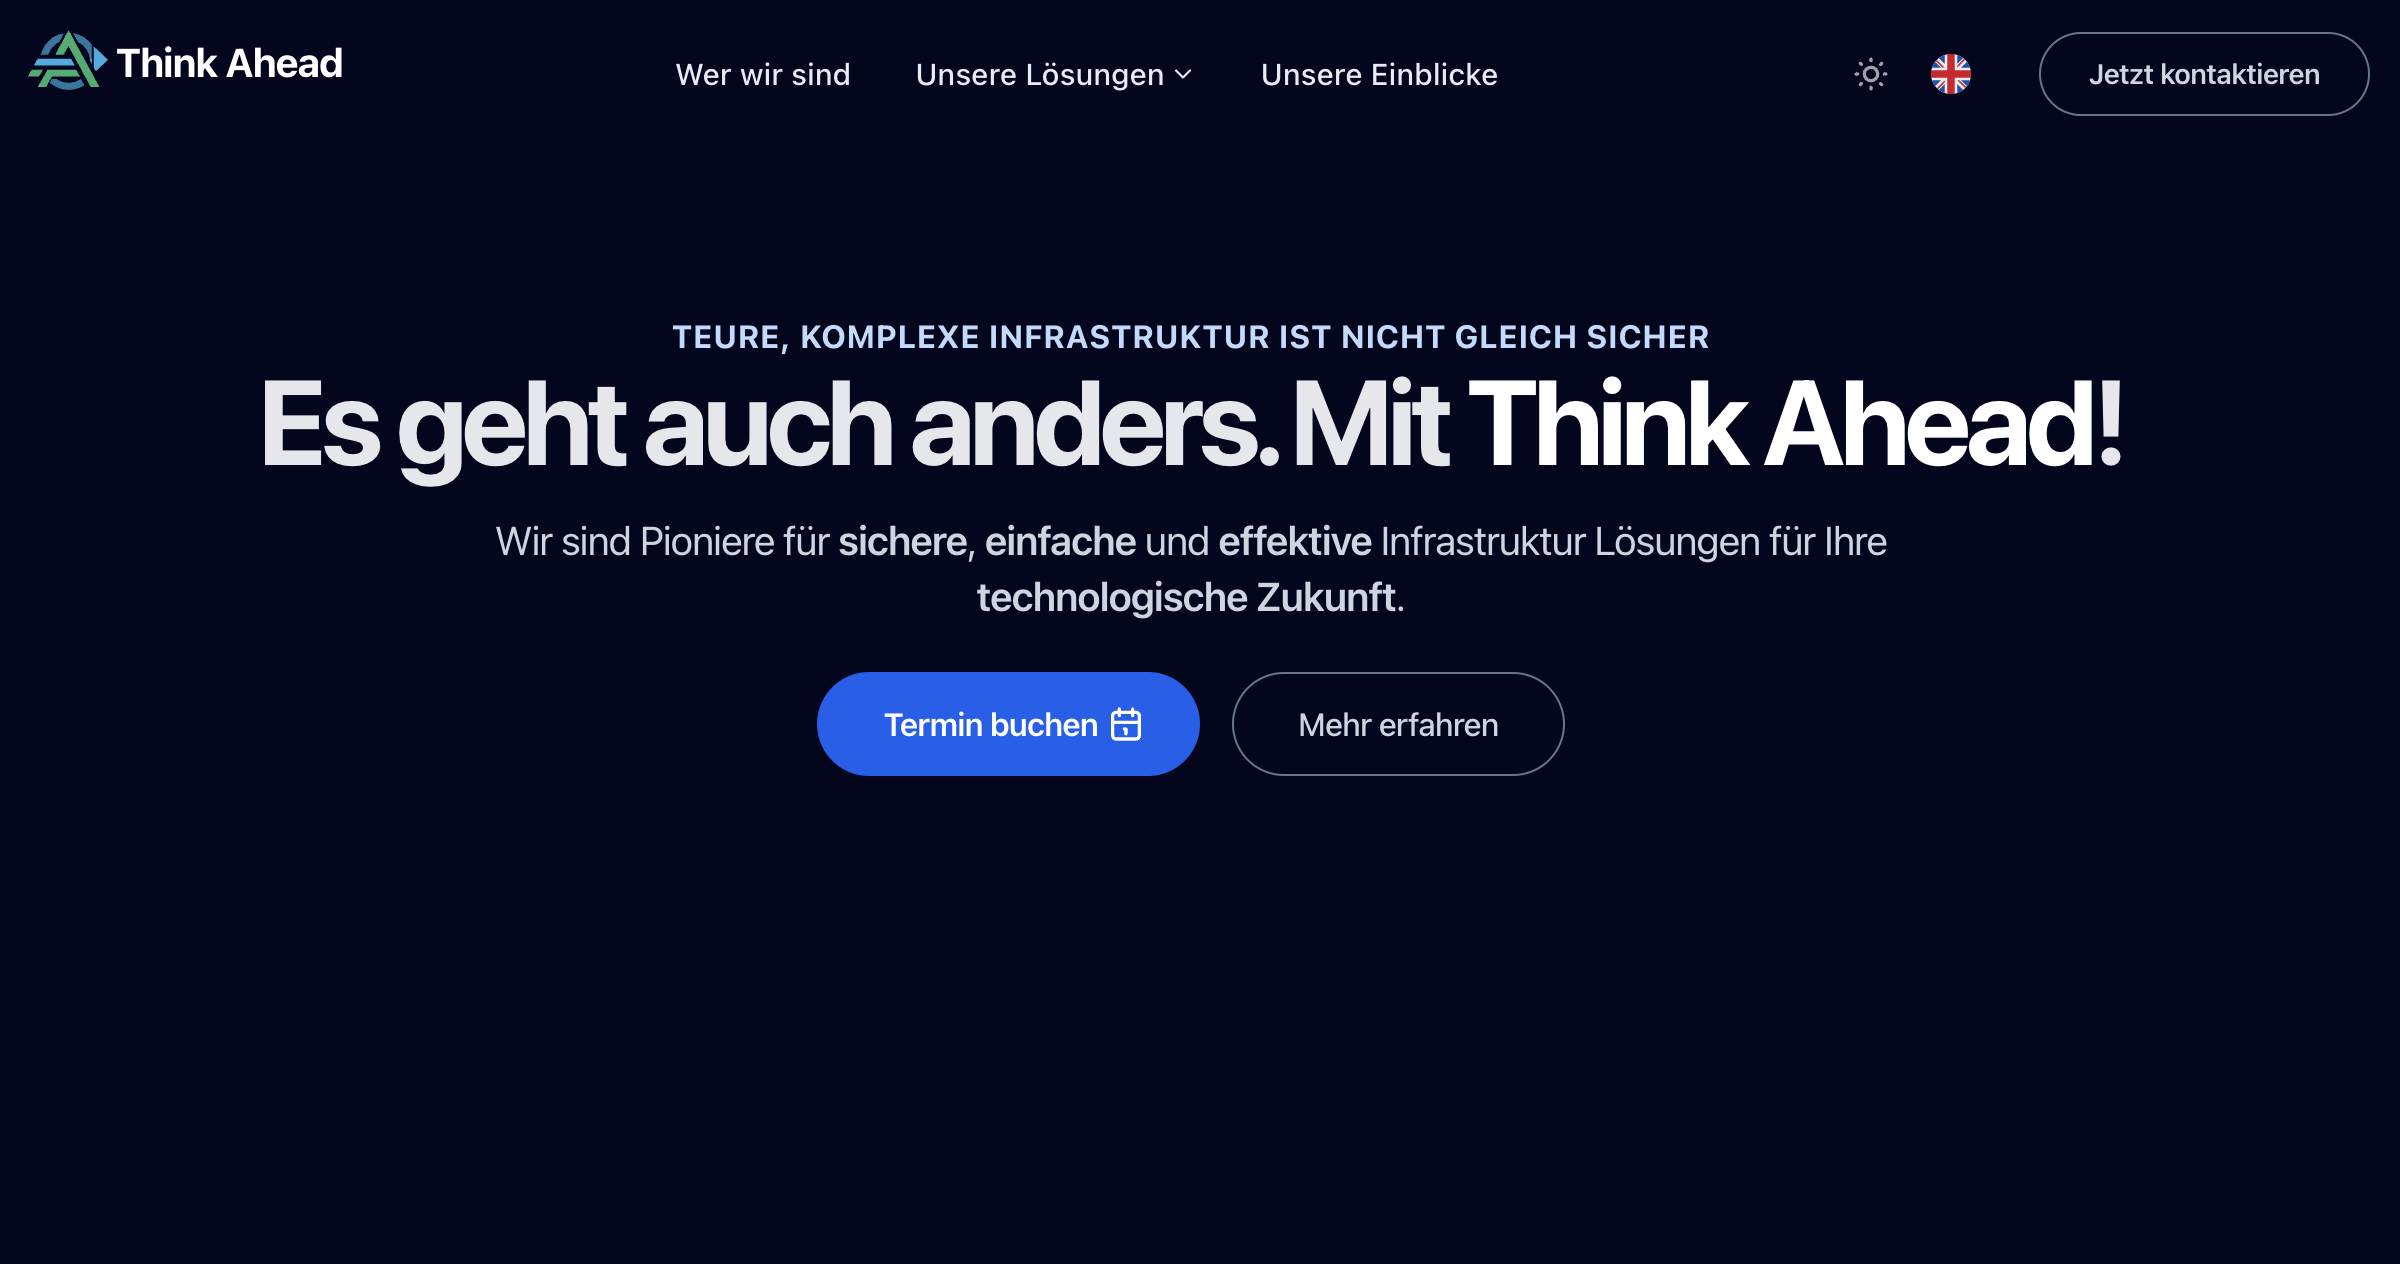 Think Ahead
Wer wir sind
Unsere Lösungen
Unsere Einblicke
Jetzt kontaktieren
TEURE, KOMPLEXE INFRASTRUKTUR IST NICHT GLEICH SICHER
Es geht auch anders. Mit Think Ahead!
Wir sind Pioniere für sichere, einfache und effektive Infrastruktur Lösungen für Ihre
technologische Zukunft.
Termin buchen
Mehr erfahren